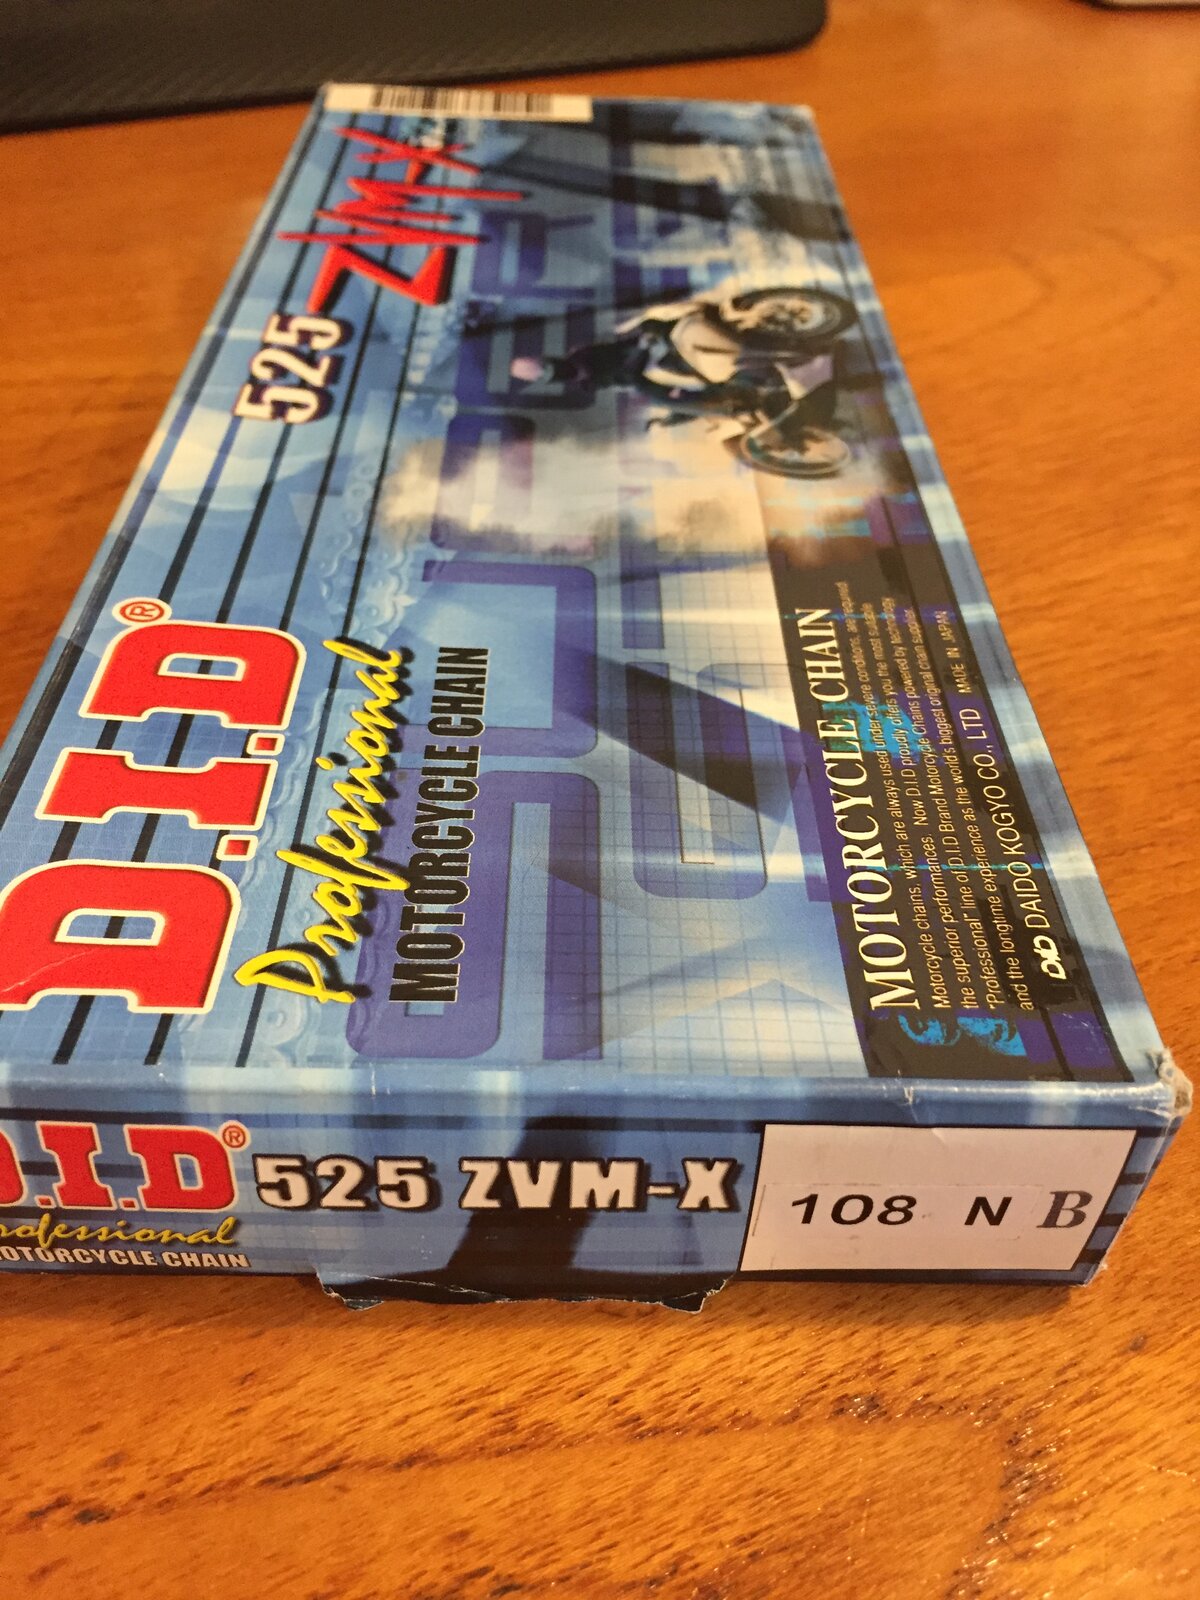 525 ZVM-X
D.I.D®
Professional
MOTORCYCLE CHAIN
MOTORCYCLE CHAIN
Motorcycle chains, which are always used under severe conditions, are required
the superior performances. Now D.I.D proudly offers you the most suitable
"Professional" line of D.I.D Brand Motorcycle Chains powered by technology
and the longtime experience as the world's biggest original chain supplier.
DID DAIDO KOGYO CO., LTD MADE IN JAPAN
D.I.D® 525 ZVM-X
Professional
MOTORCYCLE CHAIN
108 N B